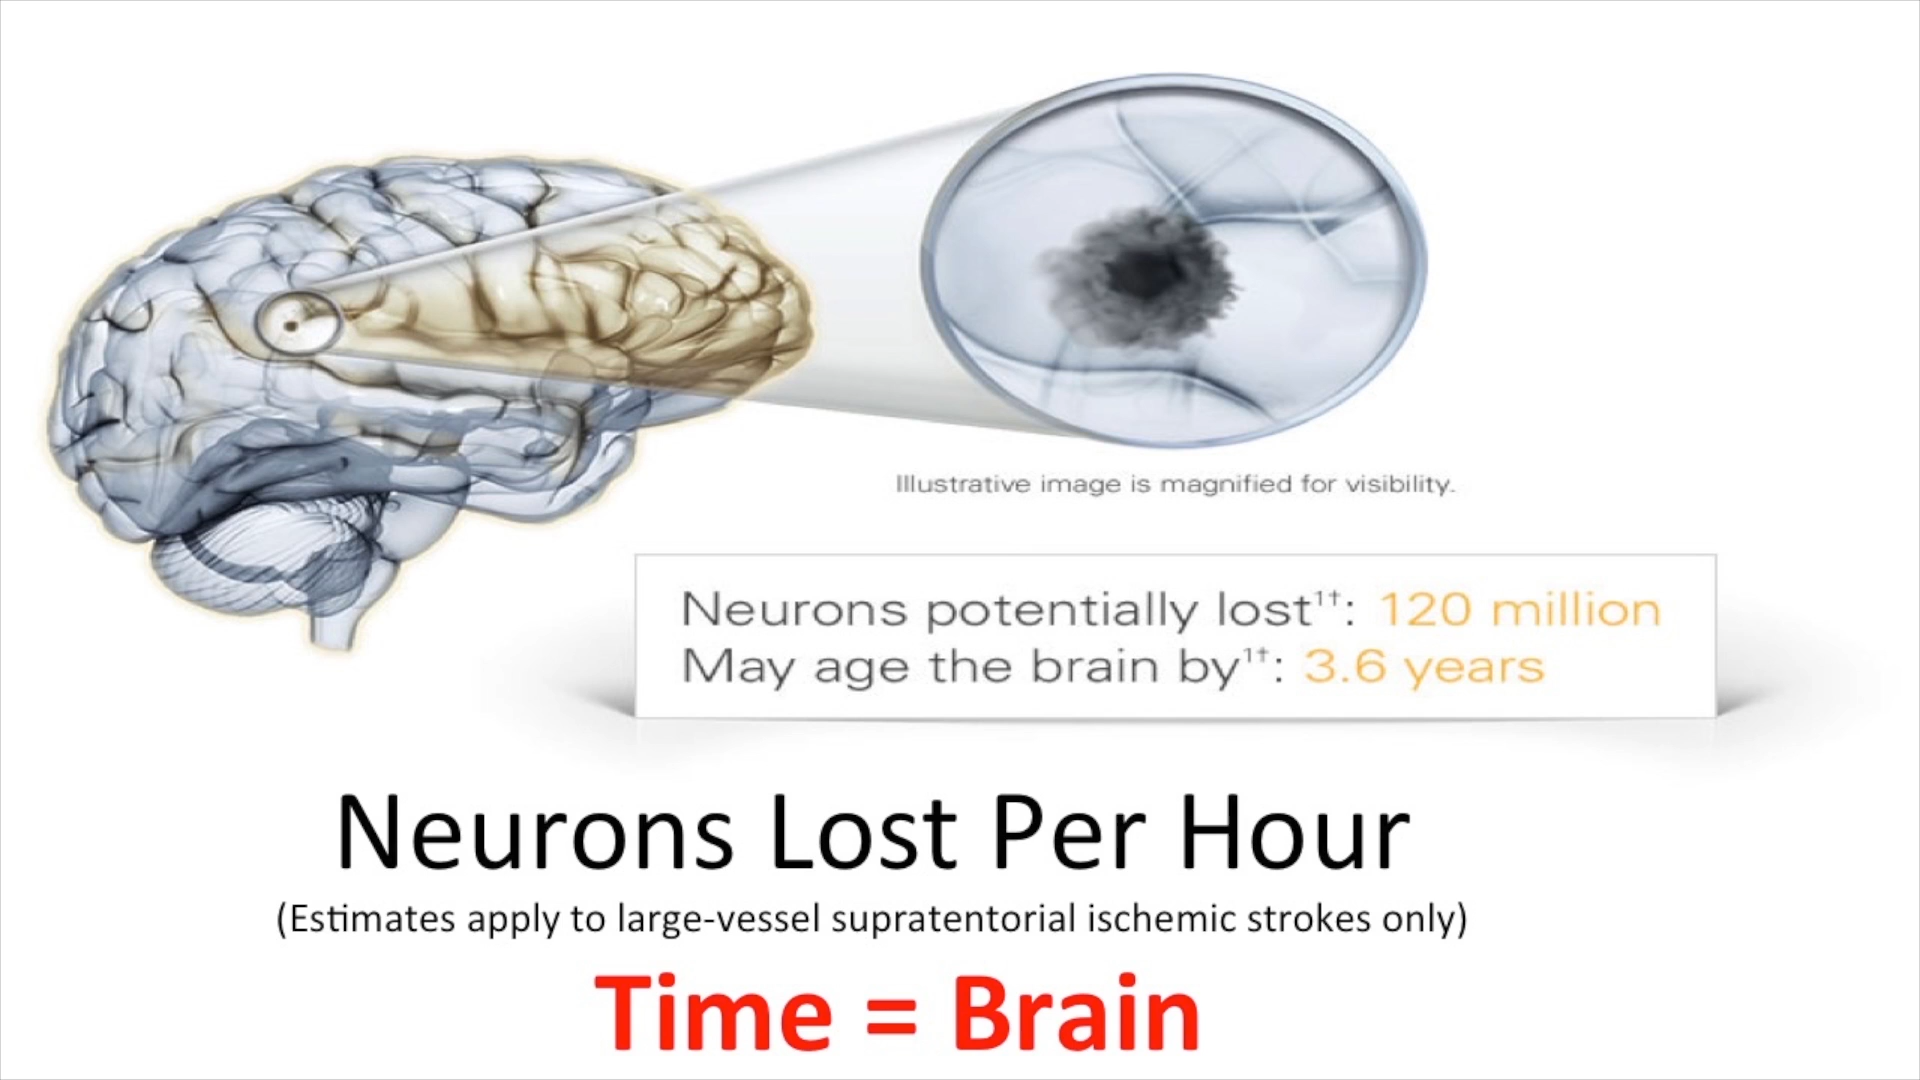 Illustrative image is magnified for visibility.
Neurons potentially lost¹†: 120 million
May age the brain by¹†: 3.6 years
Neurons Lost Per Hour
(Estimates apply to large-vessel supratentorial ischemic strokes only)
Time = Brain